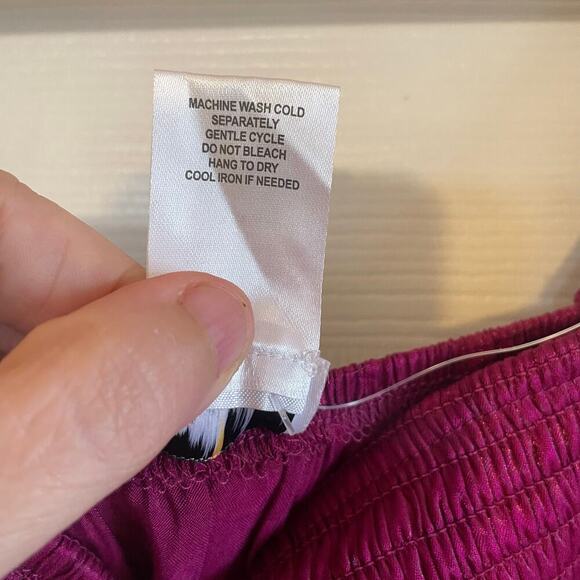 MACHINE WASH COLD
SEPARATELY
GENTLE CYCLE
DO NOT BLEACH
HANG TO DRY
COOL IRON IF NEEDED